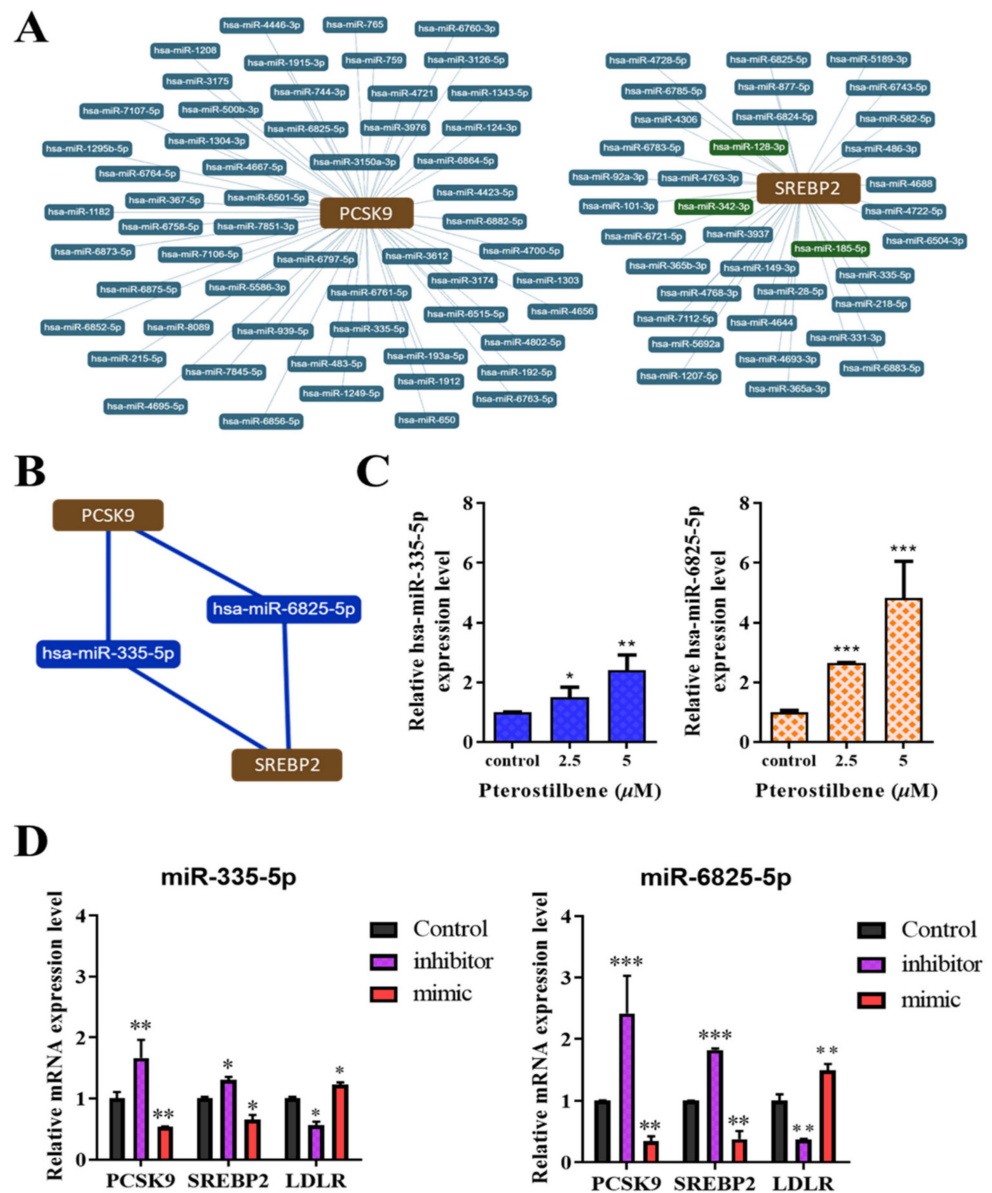 A
hsa-miR-4446-3p
hsa-miR-765
hsa-miR-6760-3p
hsa-miR-1208
hsa-miR-1915-3p
hsa-miR-759
hsa-miR-3126-5p
hsa-miR-3175
hsa-miR-744-3p
hsa-miR-4721
hsa-miR-1343-5p
hsa-miR-7107-5p
hsa-miR-500b-3p
hsa-miR-6825-5p
hsa-miR-3976
hsa-miR-124-3p
hsa-miR-1295b-5p
hsa-miR-1304-3p
hsa-miR-3150a-3p
hsa-miR-6864-5p
hsa-miR-6764-5p
hsa-miR-4667-5p
hsa-miR-367-5p
hsa-miR-6501-5p
hsa-miR-4423-5p
PCSK9
hsa-miR-1182
hsa-miR-6758-5p
hsa-miR-7851-3p
hsa-miR-6882-5p
hsa-miR-6873-5p
hsa-miR-7106-5p
hsa-miR-6797-5p
hsa-miR-3612
hsa-miR-4700-5p
hsa-miR-6875-5p
hsa-miR-5586-3p
hsa-miR-6761-5p
hsa-miR-3174
hsa-miR-1303
hsa-miR-6852-5p
hsa-miR-8089
hsa-miR-939-5p
hsa-miR-335-5p
hsa-miR-6515-5p
hsa-miR-4656
hsa-miR-215-5p
hsa-miR-7845-5p
hsa-miR-483-5p
hsa-miR-193a-5p
hsa-miR-4802-5p
hsa-miR-1249-5p
hsa-miR-1912
hsa-miR-192-5p
hsa-miR-4695-5p
hsa-miR-6856-5p
hsa-miR-650
hsa-miR-6763-5p
hsa-miR-4728-5p
hsa-miR-6825-5p
hsa-miR-5189-3p
hsa-miR-6785-5p
hsa-miR-877-5p
hsa-miR-6743-5p
hsa-miR-4306
hsa-miR-6824-5p
hsa-miR-582-5p
hsa-miR-6783-5p
hsa-miR-128-3p
hsa-miR-486-3p
hsa-miR-92a-3p
hsa-miR-4763-3p
SREBP2
hsa-miR-4688
hsa-miR-101-3p
hsa-miR-342-3p
hsa-miR-4722-5p
hsa-miR-6721-5p
hsa-miR-3937
hsa-miR-185-5p
hsa-miR-6504-3p
hsa-miR-365b-3p
hsa-miR-149-3p
hsa-miR-335-5p
hsa-miR-4768-3p
hsa-miR-28-5p
hsa-miR-218-5p
hsa-miR-7112-5p
hsa-miR-4644
hsa-miR-331-3p
hsa-miR-5692a
hsa-miR-4693-3p
hsa-miR-6883-5p
hsa-miR-1207-5p
hsa-miR-365a-3p
B
PCSK9
hsa-miR-6825-5p
hsa-miR-335-5p
SREBP2
C
Relative hsa-miR-335-5p
expression level
8
6
4
2
0
*
**
control
2.5
5
Pterostilbene (μM)
Relative hsa-miR-6825-5p
expression level
8
6
4
2
0
***
***
control
2.5
5
Pterostilbene (μM)
D
miR-335-5p
Relative mRNA expression level
4
3
2
1
0
**
**
*
*
*
*
PCSK9
SREBP2
LDLR
Control
inhibitor
mimic
miR-6825-5p
Relative mRNA expression level
4
3
2
1
0
***
**
***
**
**
**
PCSK9
SREBP2
LDLR
Control
inhibitor
mimic